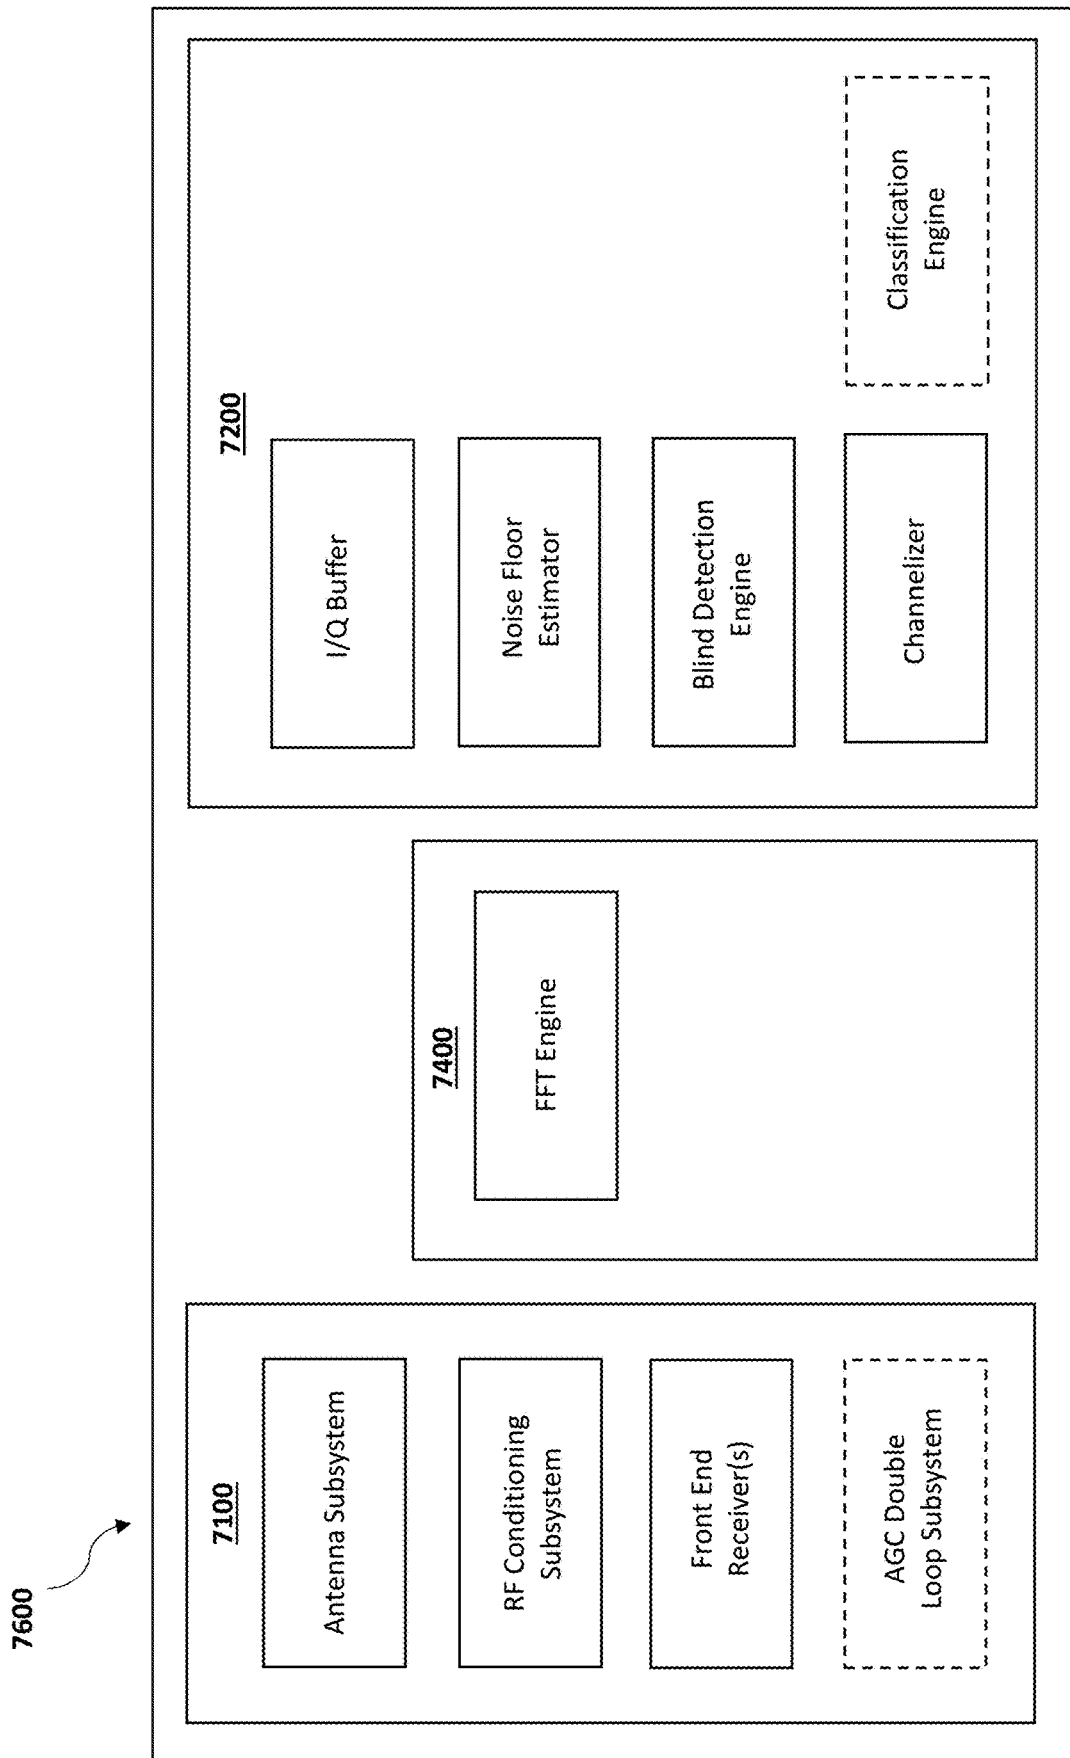 7600
7100
Antenna Subsystem
RF Conditioning
Subsystem
Front End
Receiver(s)
AGC Double
Loop Subsystem
7400
FFT Engine
7200
I/Q Buffer
Noise Floor
Estimator
Blind Detection
Engine
Channelizer
Classification
Engine